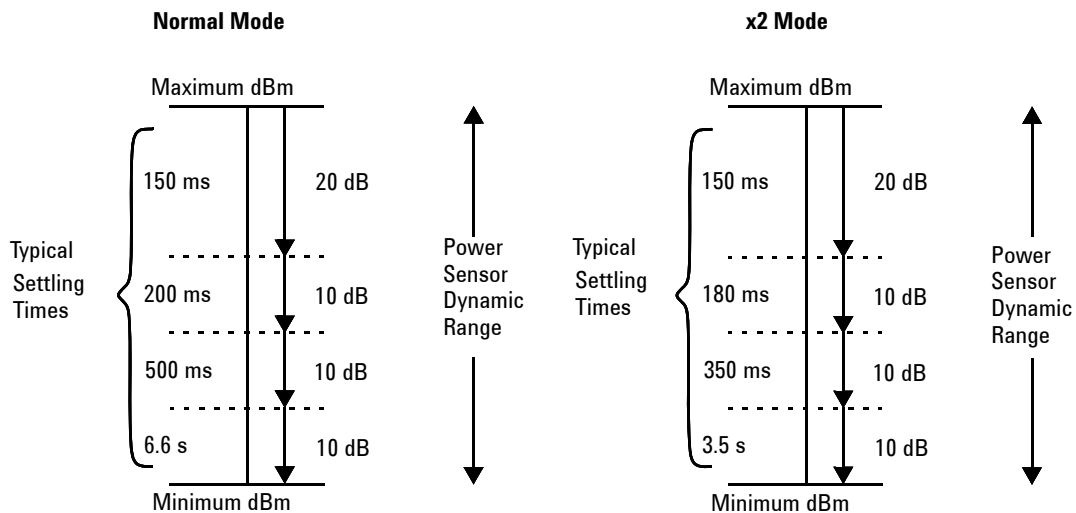 Normal Mode
Maximum dBm
150 ms
20 dB
Typical
Settling
Times
200 ms
10 dB
500 ms
10 dB
6.6 s
10 dB
Minimum dBm
Power
Sensor
Dynamic
Range
x2 Mode
Maximum dBm
150 ms
20 dB
Typical
Settling
Times
180 ms
10 dB
350 ms
10 dB
3.5 s
10 dB
Minimum dBm
Power
Sensor
Dynamic
Range